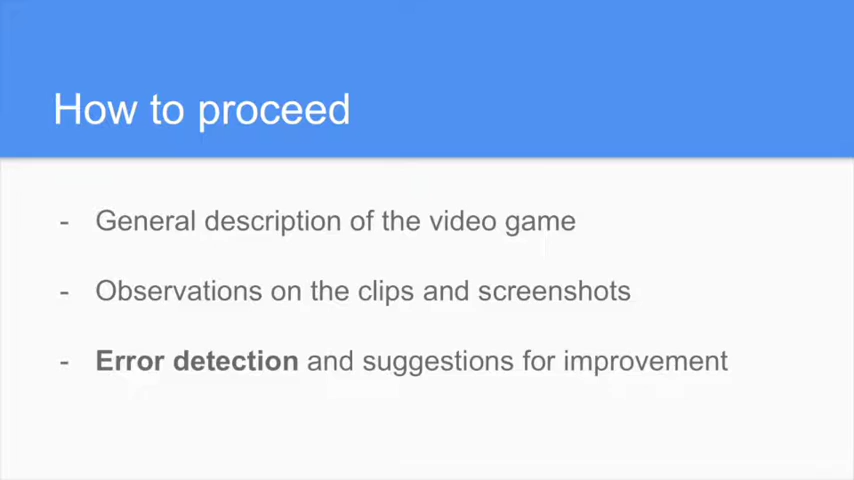 How to proceed
- General description of the video game
- Observations on the clips and screenshots
- Error detection and suggestions for improvement